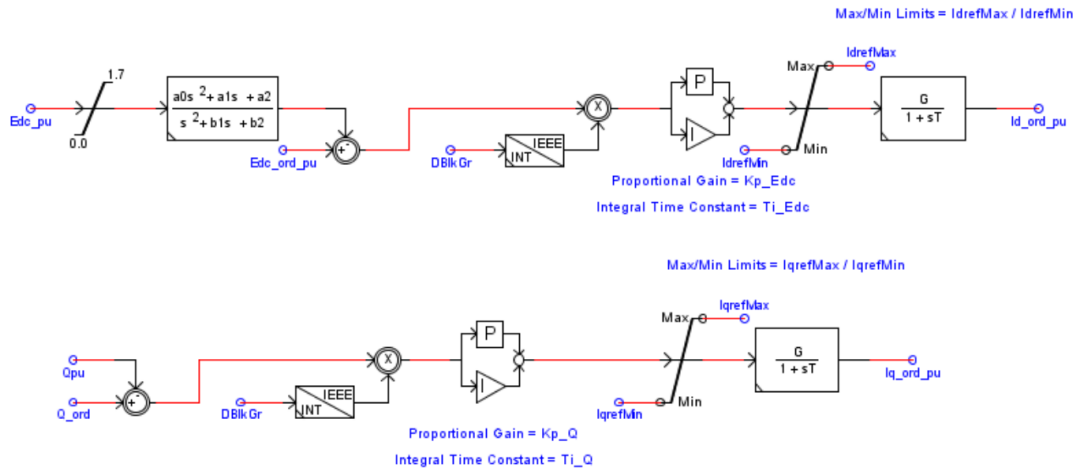 Max/Min Limits = IdrefMax / IdrefMin
IdrefMax
1.7
Max
P
a0s 2 + a1s + a2
s 2 + b1s + b2
X
G
1 + sT
Edc_pu
0.0
Id_ord_pu
IEEE
INT
I
Edc_ord_pu
+ -
DBlkGr
IdrefMin
Min
Proportional Gain = Kp_Edc
Integral Time Constant = Ti_Edc
Max/Min Limits = IqrefMax / IqrefMin
IqrefMax
Max
P
G
1 + sT
X
Qpu
Iq_ord_pu
I
IEEE
INT
+ -
Q_ord
DBlkGr
IqrefMin
Min
Proportional Gain = Kp_Q
Integral Time Constant = Ti_Q